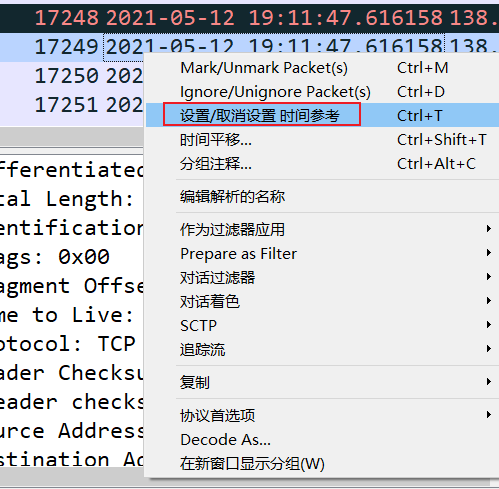 17248 2021-05-12 19:11:47.616158 138.
17249 2021-05-12 19:11:47.616158 138.
17250 202
17251 202
Mark/Unmark Packet(s) Ctrl+M
Ignore/Unignore Packet(s) Ctrl+D
设置/取消设置 时间参考 Ctrl+T
时间平移... Ctrl+Shift+T
分组注释... Ctrl+Alt+C
编辑解析的名称
作为过滤器应用
Prepare as Filter
对话过滤器
对话着色
SCTP
追踪流
复制
协议首选项
Decode As...
在新窗口显示分组(W)
fferentiated
tal Length:
entification
ags: 0x00
agment Offse
me to Live:
otocol: TCP
ader Checksu
eader checks
urce Address
stination Ad